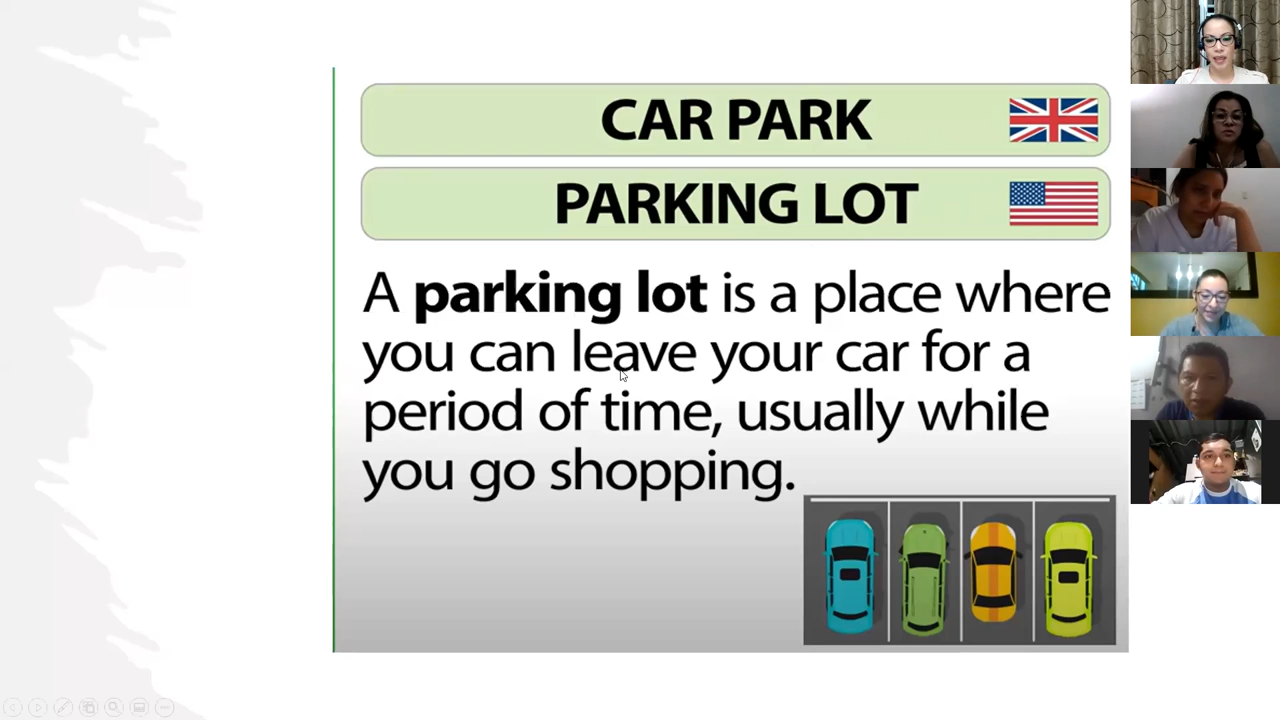 CAR PARK
PARKING LOT
A parking lot is a place where
you can leave your car for a
period of time, usually while
you go shopping.